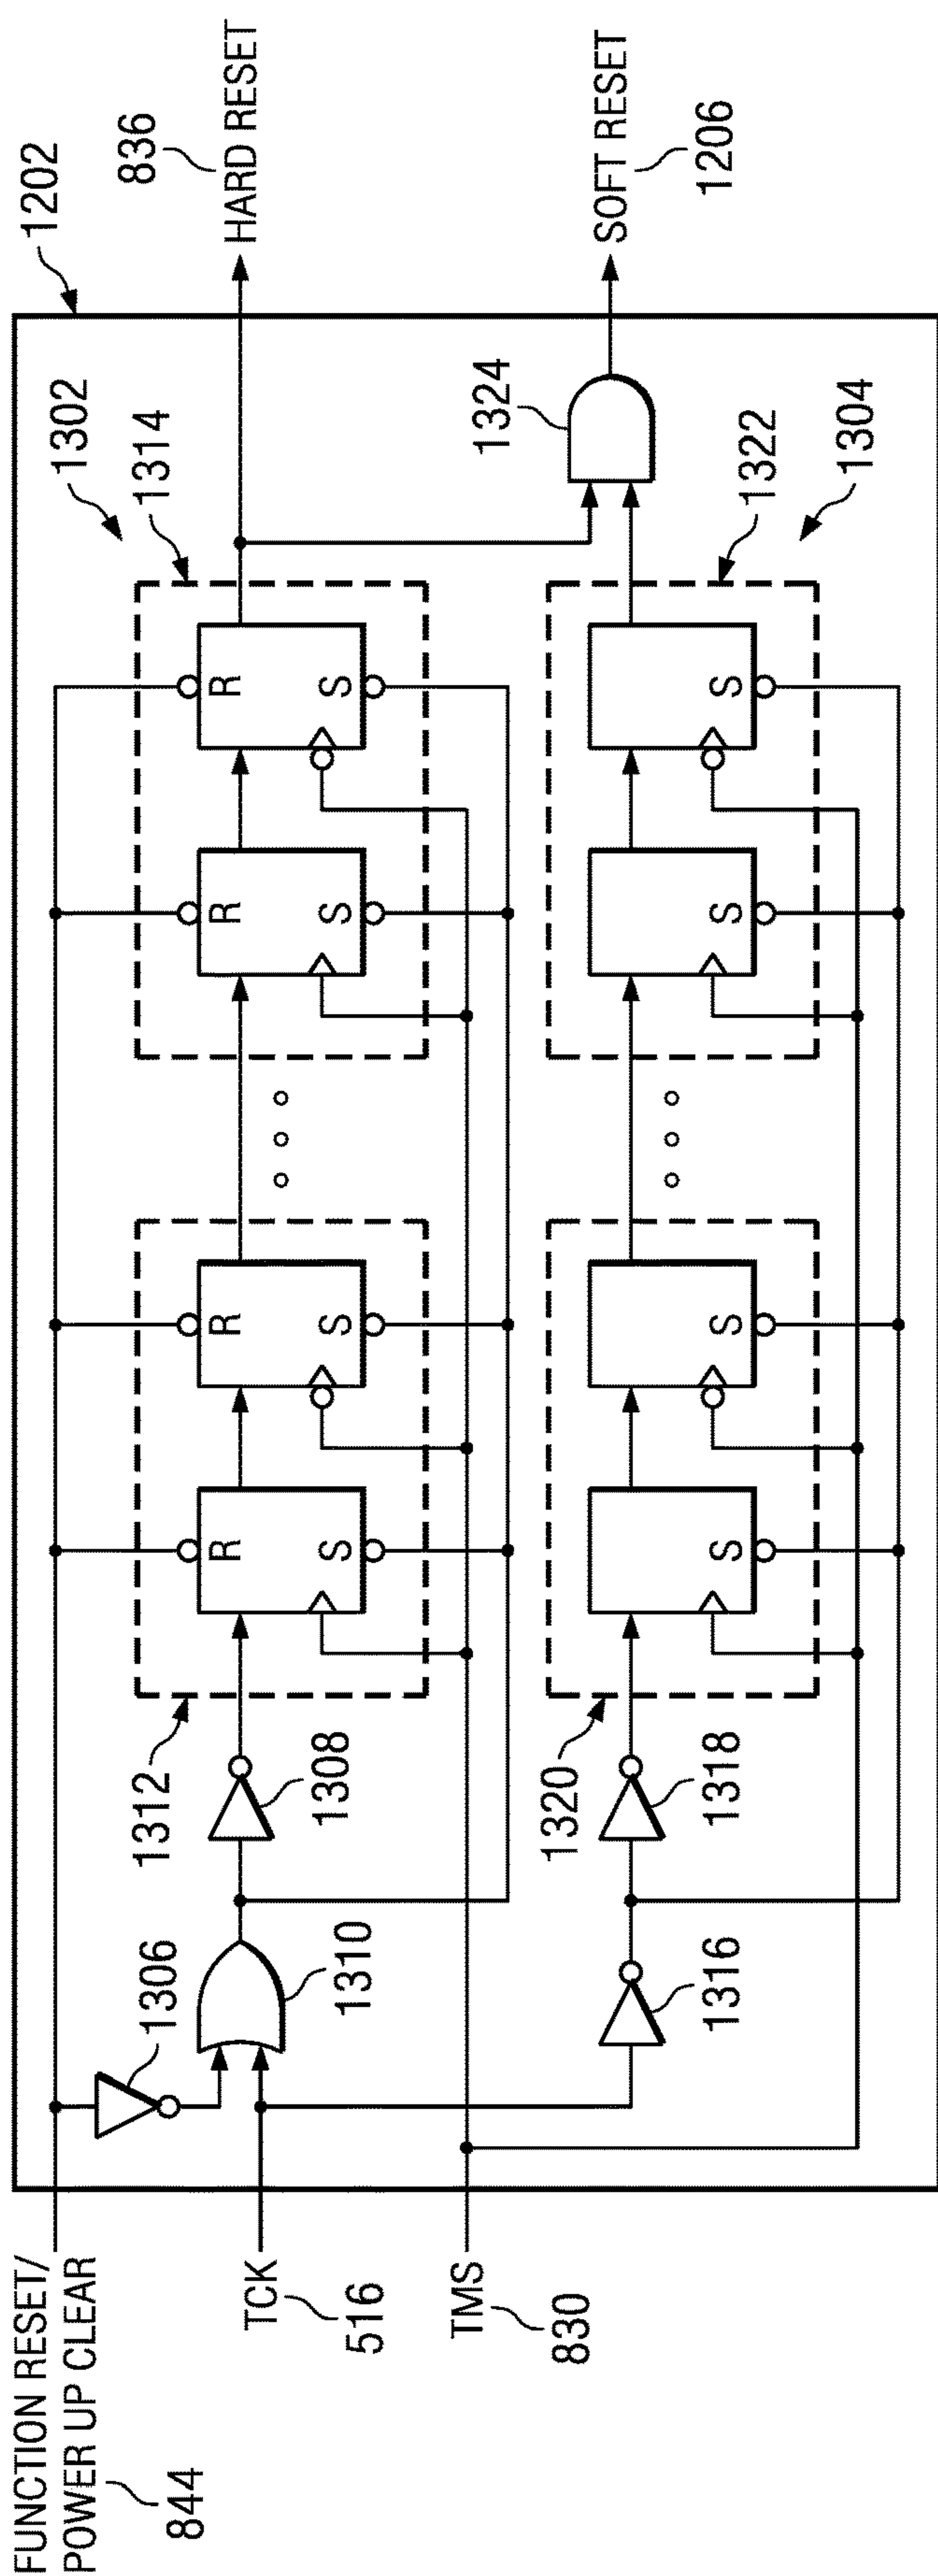 1202
836
HARD RESET
1302
1314
SOFT RESET
1206
1324
1322
1304
R
S
R
S
R
S
R
S
S
S
S
S
1312
1308
1320
1318
1306
1310
1316
FUNCTION RESET/
POWER UP CLEAR
844
TCK
516
TMS
830